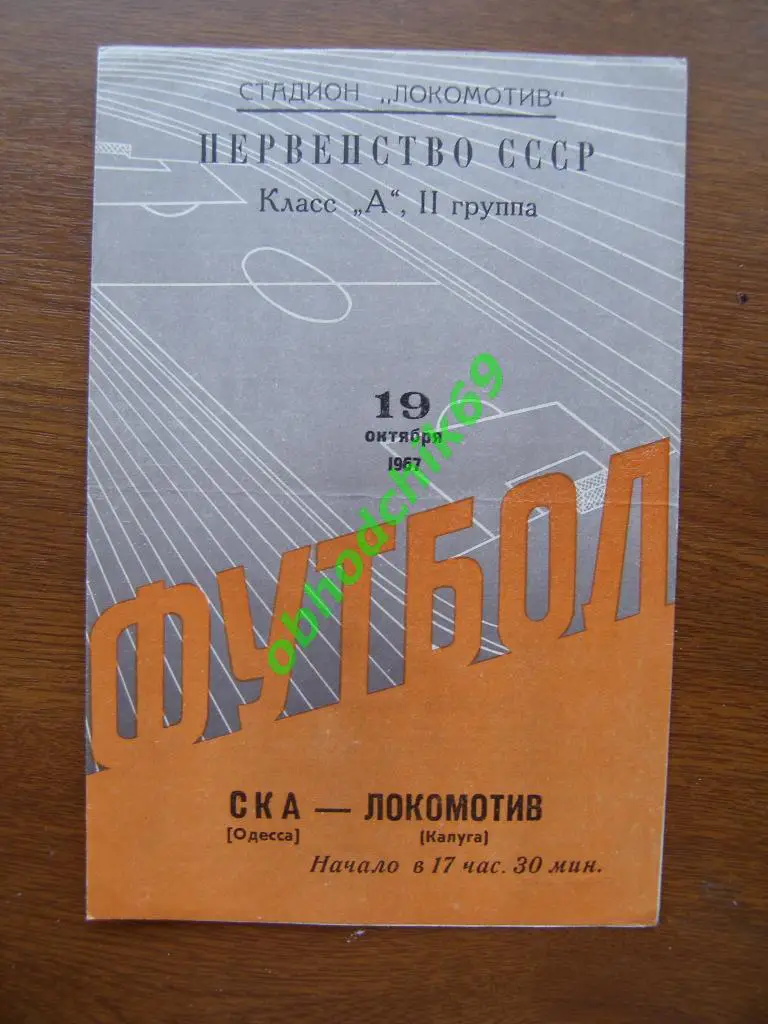 СТАДИОН „ЛОКОМОТИВ“
ПЕРВЕНСТВО СССР
Класс „А“, II группа
19
октября
1967
obhodchik69
ФУТБОЛ
СКА — ЛОКОМОТИВ
[Одесса] (Калуга)
Начало в 17 час. 30 мин.